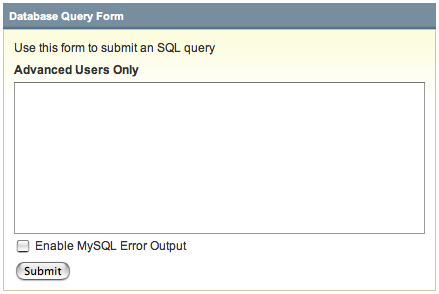 Database Query Form
Use this form to submit an SQL query
Advanced Users Only
Enable MySQL Error Output
Submit